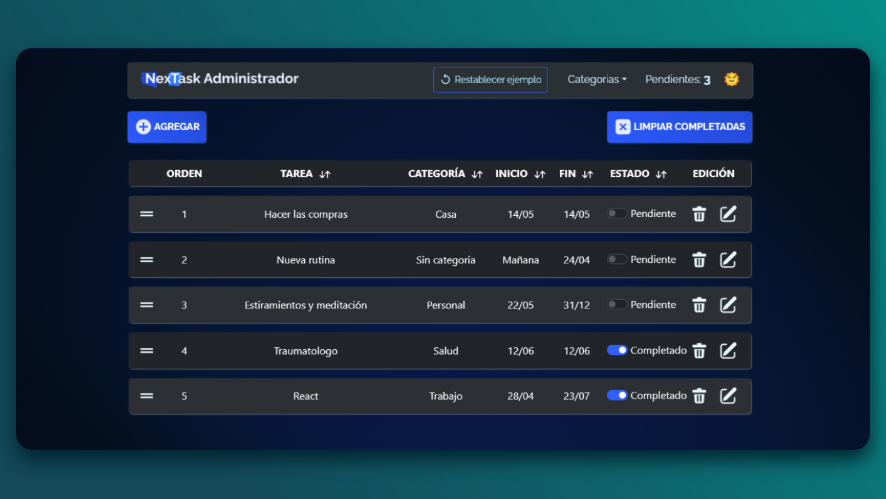 NexTask Administrador Restablecer ejemplo Categorias Pendientes: 3
AGREGAR LIMPIAR COMPLETADAS
ORDEN TAREA CATEGORÍA INICIO FIN ESTADO EDICIÓN
1 Hacer las compras Casa 14/05 14/05 Pendiente
2 Nueva rutina Sin categoria Mañana 24/04 Pendiente
3 Estiramientos y meditación Personal 22/05 31/12 Pendiente
4 Traumatologo Salud 12/06 12/06 Completado
5 React Trabajo 28/04 23/07 Completado